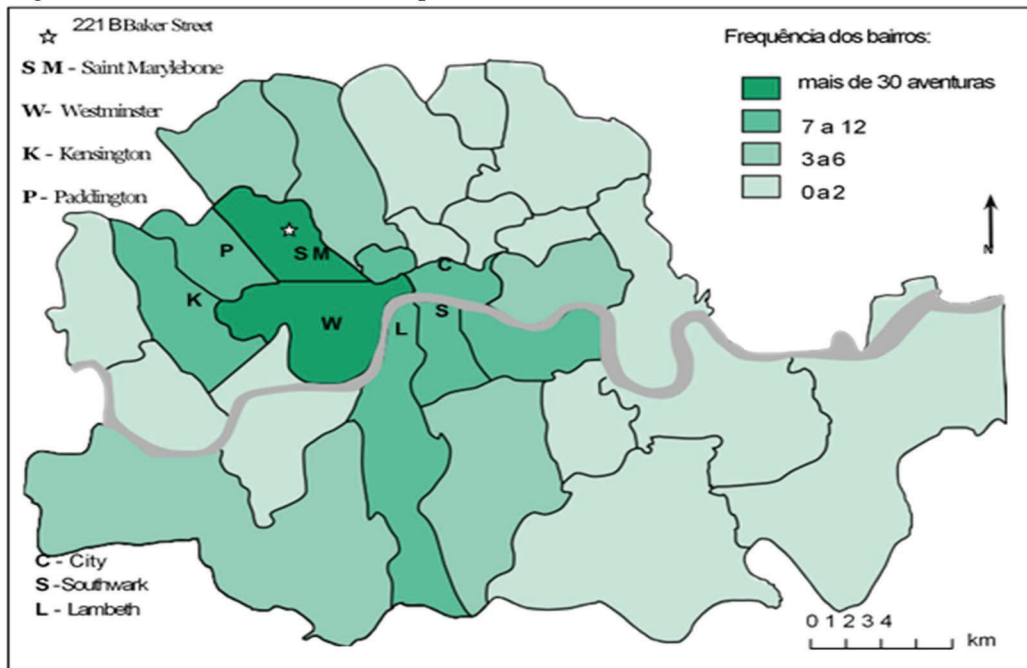 221 B Baker Street
S M - Saint Marylebone
W- Westminster
K - Kensington
P - Paddington
Frequência dos bairros:
mais de 30 aventuras
7 a 12
3 a 6
0 a 2
N
P
S M
C
K
W
L
S
C - City
S - Southwark
L - Lambeth
0 1 2 3 4
km